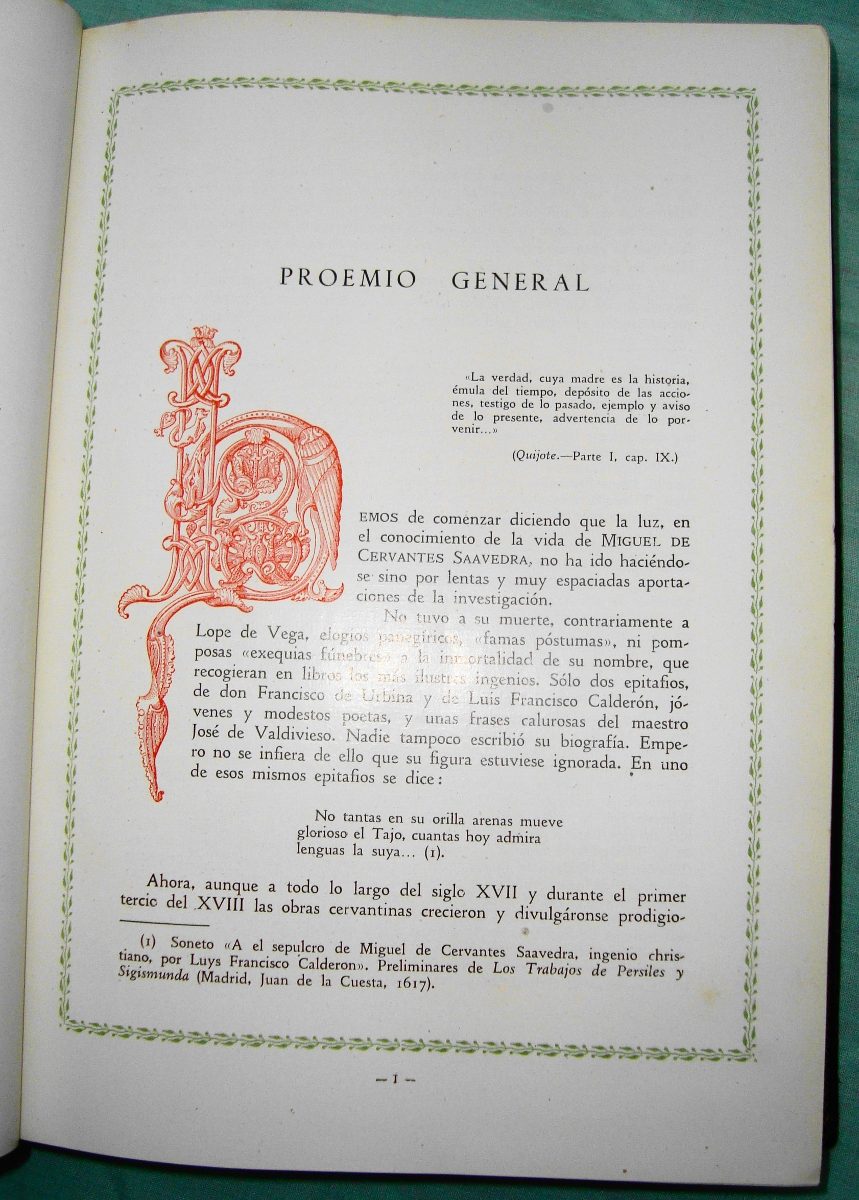 PROEMIO GENERAL
«La verdad, cuya madre es la historia,
émula del tiempo, depósito de las accio-
nes, testigo de lo pasado, ejemplo y aviso
de lo presente, advertencia de lo por-
venir...»
(Quijote.—Parte I, cap. IX.)
HEMOS de comenzar diciendo que la luz, en
el conocimiento de la vida de MIGUEL DE
CERVANTES SAAVEDRA, no ha ido haciéndo-
se sino por lentas y muy espaciadas aporta-
ciones de la investigación.
No tuvo a su muerte, contrariamente a
Lope de Vega, elogios panegíricos, «famas póstumas», ni pom-
posas «exequias fúnebres» a la inmortalidad de su nombre, que
recogieran en libros los más ilustres ingenios. Sólo dos epitafios,
de don Francisco de Urbina y de Luis Francisco Calderón, jó-
venes y modestos poetas, y unas frases calurosas del maestro
José de Valdivieso. Nadie tampoco escribió su biografía. Empe-
ro no se infiera de ello que su figura estuviese ignorada. En uno
de esos mismos epitafios se dice:
No tantas en su orilla arenas mueve
glorioso el Tajo, cuantas hoy admira
lenguas la suya... (1).
Ahora, aunque a todo lo largo del siglo XVII y durante el primer
tercio del XVIII las obras cervantinas crecieron y divulgáronse prodigio-
(1) Soneto «A el sepulcro de Miguel de Cervantes Saavedra, ingenio chris-
tiano, por Luys Francisco Calderon». Preliminares de Los Trabajos de Persiles y
Sigismunda (Madrid, Juan de la Cuesta, 1617).
— 1 —